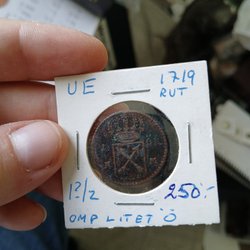 UE 1719
RUT
1?/2 250:-
OMP LITET Ö